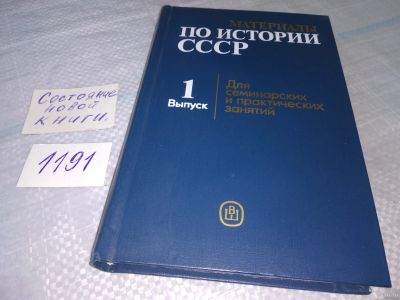 МАТЕРИАЛЫ
ПО ИСТОРИИ
СССР
1
Выпуск
Для
семинарских
и практических
занятий
Состояние
новой
книги.
1191